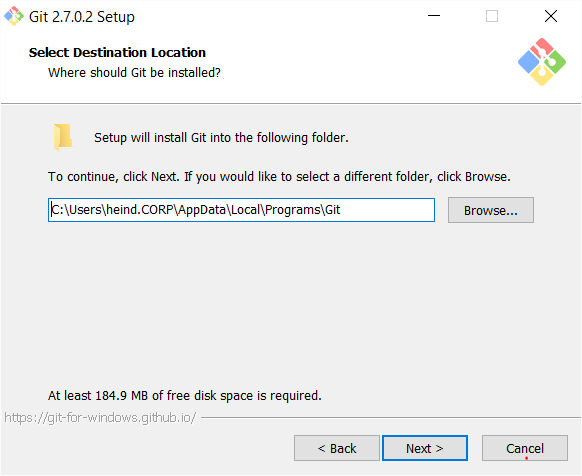 Git 2.7.0.2 Setup
Select Destination Location
Where should Git be installed?
Setup will install Git into the following folder.
To continue, click Next. If you would like to select a different folder, click Browse.
C:\Users\heind.CORP\AppData\Local\Programs\Git
Browse...
At least 184.9 MB of free disk space is required.
https://git-for-windows.github.io/
< Back
Next >
Cancel